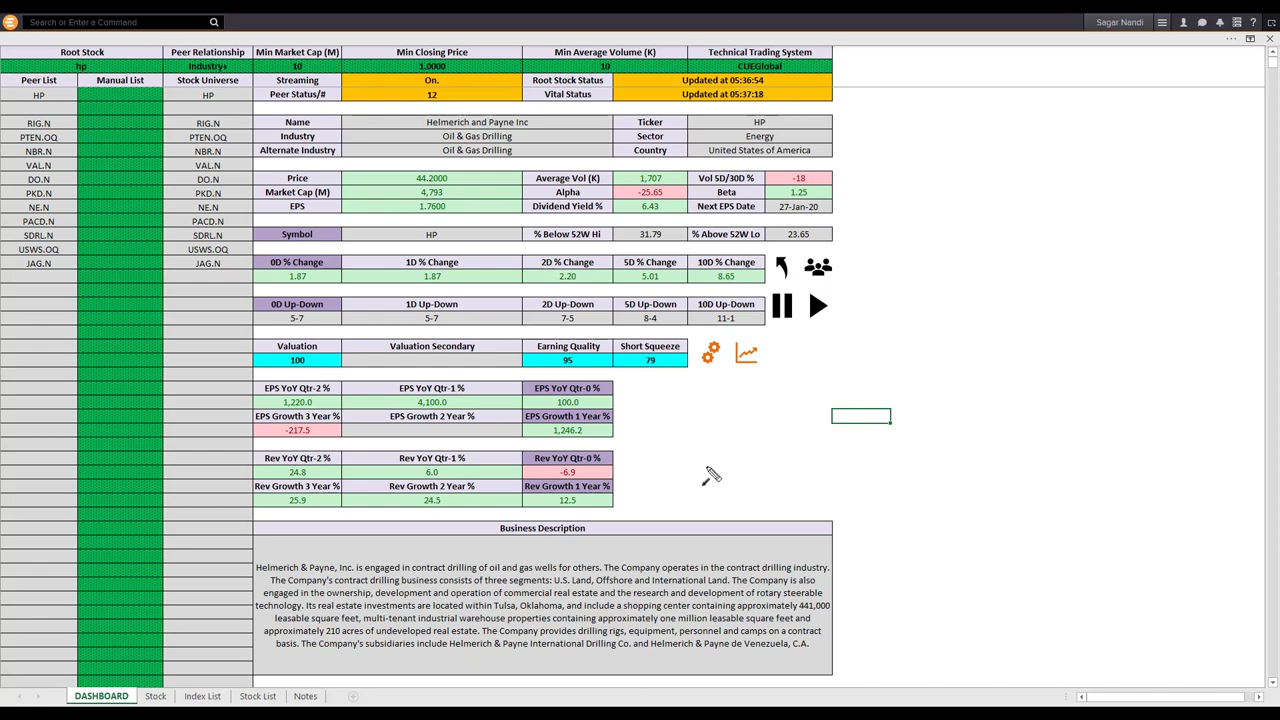 Search or Enter a Command
Sagar Nandi
Root Stock Peer Relationship Min Market Cap (M) Min Closing Price Min Average Volume (K) Technical Trading System
hp Industry+ 10 1.0000 10 CUEGlobal
Peer List Manual List Stock Universe Streaming On. Root Stock Status Updated at 05:36:54
HP HP Peer Status/# 12 Vital Status Updated at 05:37:18
RIG.N RIG.N Name Helmerich and Payne Inc Ticker HP
PTEN.OQ PTEN.OQ Industry Oil & Gas Drilling Sector Energy
NBR.N NBR.N Alternate Industry Oil & Gas Drilling Country United States of America
VAL.N VAL.N
DO.N DO.N Price 44.2000 Average Vol (K) 1,707 Vol 5D/30D % -18
PKD.N PKD.N Market Cap (M) 4,793 Alpha -25.65 Beta 1.25
NE.N NE.N EPS 1.7600 Dividend Yield % 6.43 Next EPS Date 27-Jan-20
PACD.N PACD.N
SDRL.N SDRL.N Symbol HP % Below 52W Hi 31.79 % Above 52W Lo 23.65
USWS.OQ USWS.OQ
JAG.N JAG.N 0D % Change 1D % Change 2D % Change 5D % Change 10D % Change
1.87 1.87 2.20 5.01 8.65
0D Up-Down 1D Up-Down 2D Up-Down 5D Up-Down 10D Up-Down
5-7 5-7 7-5 8-4 11-1
Valuation Valuation Secondary Earning Quality Short Squeeze
100 95 79
EPS YoY Qtr-2 % EPS YoY Qtr-1 % EPS YoY Qtr-0 %
1,220.0 4,100.0 100.0
EPS Growth 3 Year % EPS Growth 2 Year % EPS Growth 1 Year %
-217.5 1,246.2
Rev YoY Qtr-2 % Rev YoY Qtr-1 % Rev YoY Qtr-0 %
24.8 6.0 -6.9
Rev Growth 3 Year % Rev Growth 2 Year % Rev Growth 1 Year %
25.9 24.5 12.5
Business Description
Helmerich & Payne, Inc. is engaged in contract drilling of oil and gas wells for others. The Company operates in the contract drilling industry.
The Company's contract drilling business consists of three segments: U.S. Land, Offshore and International Land. The Company is also
engaged in the ownership, development and operation of commercial real estate and the research and development of rotary steerable
technology. Its real estate investments are located within Tulsa, Oklahoma, and include a shopping center containing approximately 441,000
leasable square feet, multi-tenant industrial warehouse properties containing approximately one million leasable square feet and
approximately 210 acres of undeveloped real estate. The Company provides drilling rigs, equipment, personnel and camps on a contract
basis. The Company's subsidiaries include Helmerich & Payne International Drilling Co. and Helmerich & Payne de Venezuela, C.A.
DASHBOARD Stock Index List Stock List Notes